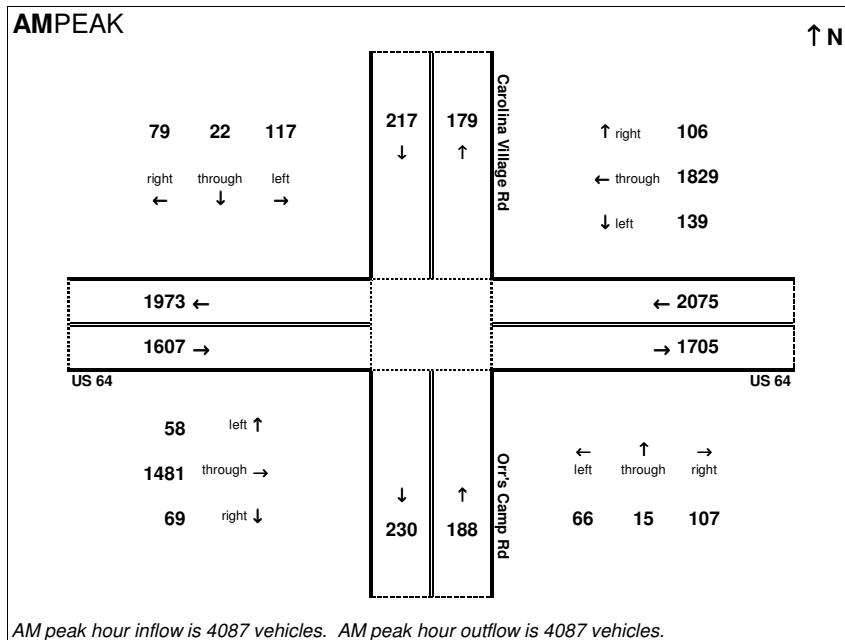 AM PEAK
↑ N
79 22 117
right through left
← ↓ →
217 179
↓ ↑
Carolina Village Rd
↑ right 106
← through 1829
↓ left 139
1973 ← ← 2075
1607 → → 1705
US 64 US 64
58 left ↑
1481 through →
69 right ↓
↓ ↑
230 188
Orr's Camp Rd
← ↑ →
left through right
66 15 107
AM peak hour inflow is 4087 vehicles. AM peak hour outflow is 4087 vehicles.